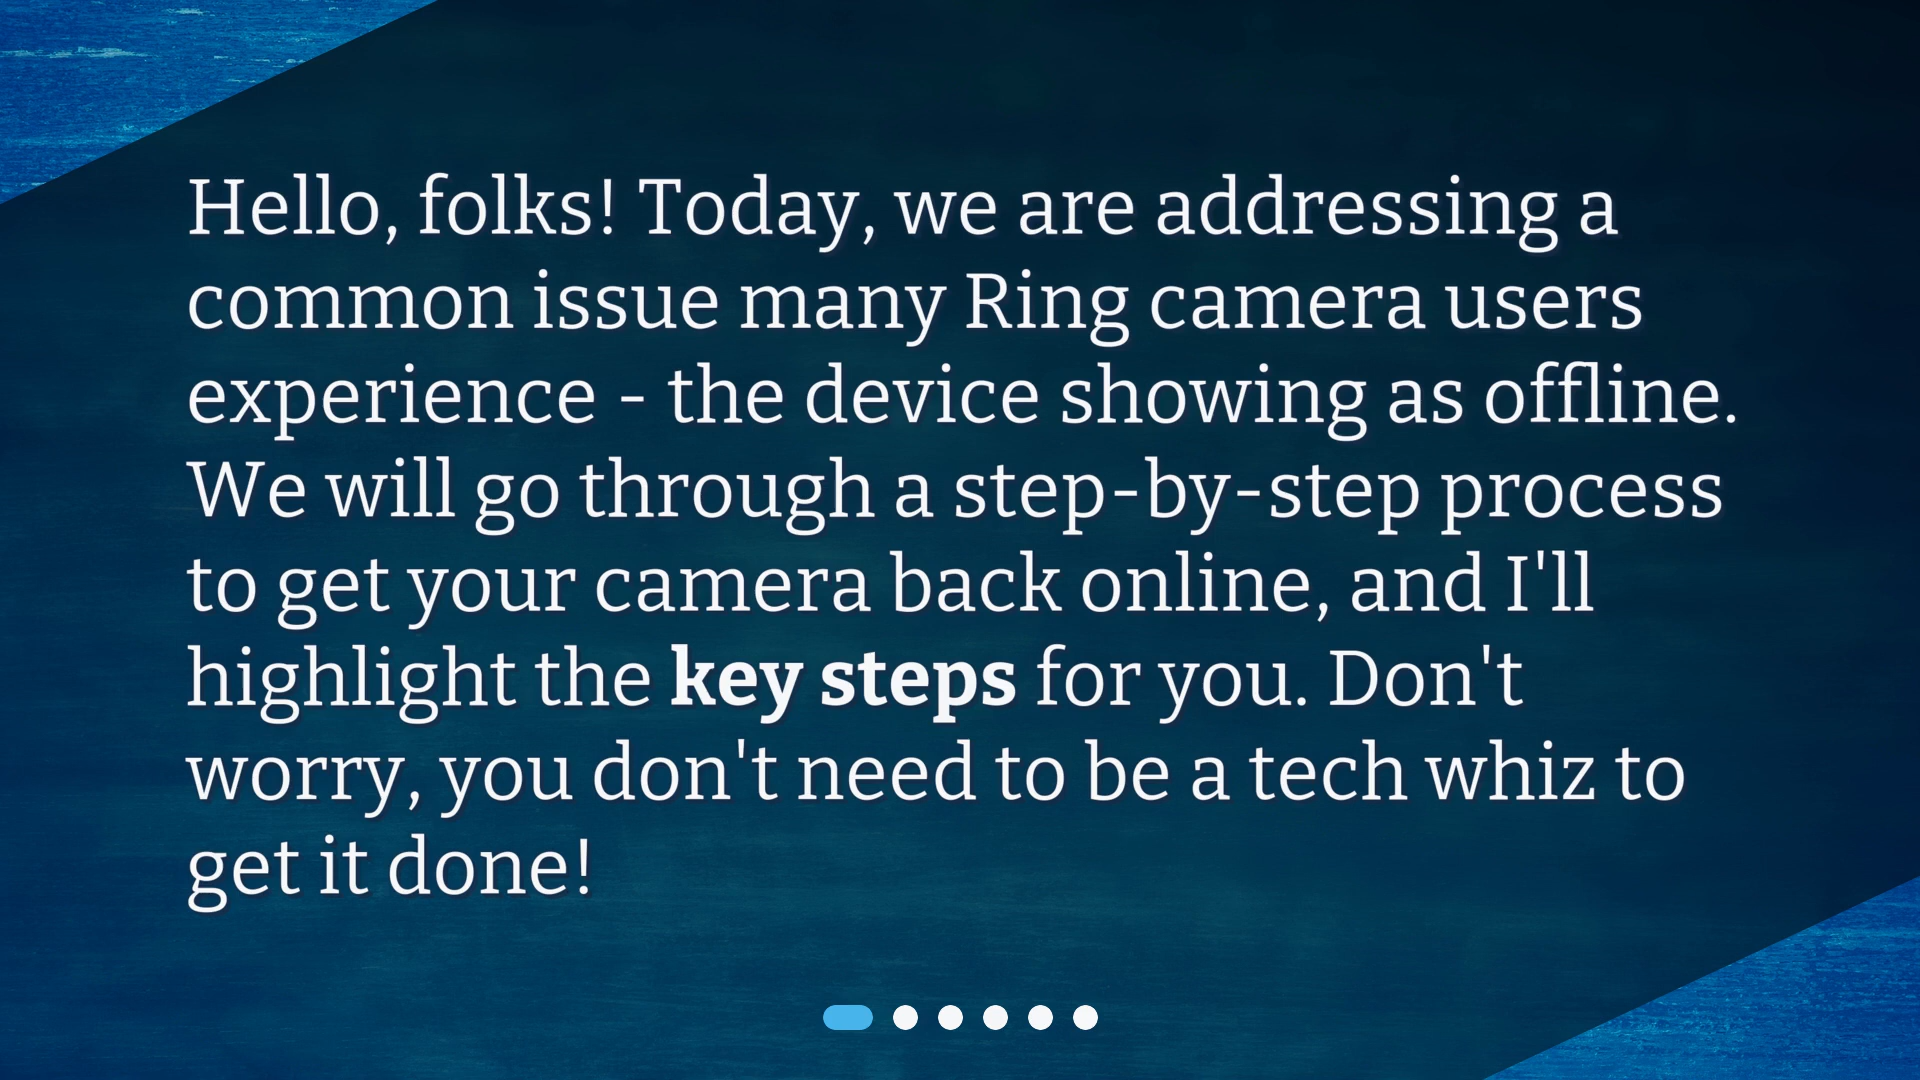 Hello, folks! Today, we are addressing a
common issue many Ring camera users
experience - the device showing as offline.
We will go through a step-by-step process
to get your camera back online, and I'll
highlight the key steps for you. Don't
worry, you don't need to be a tech whiz to
get it done!